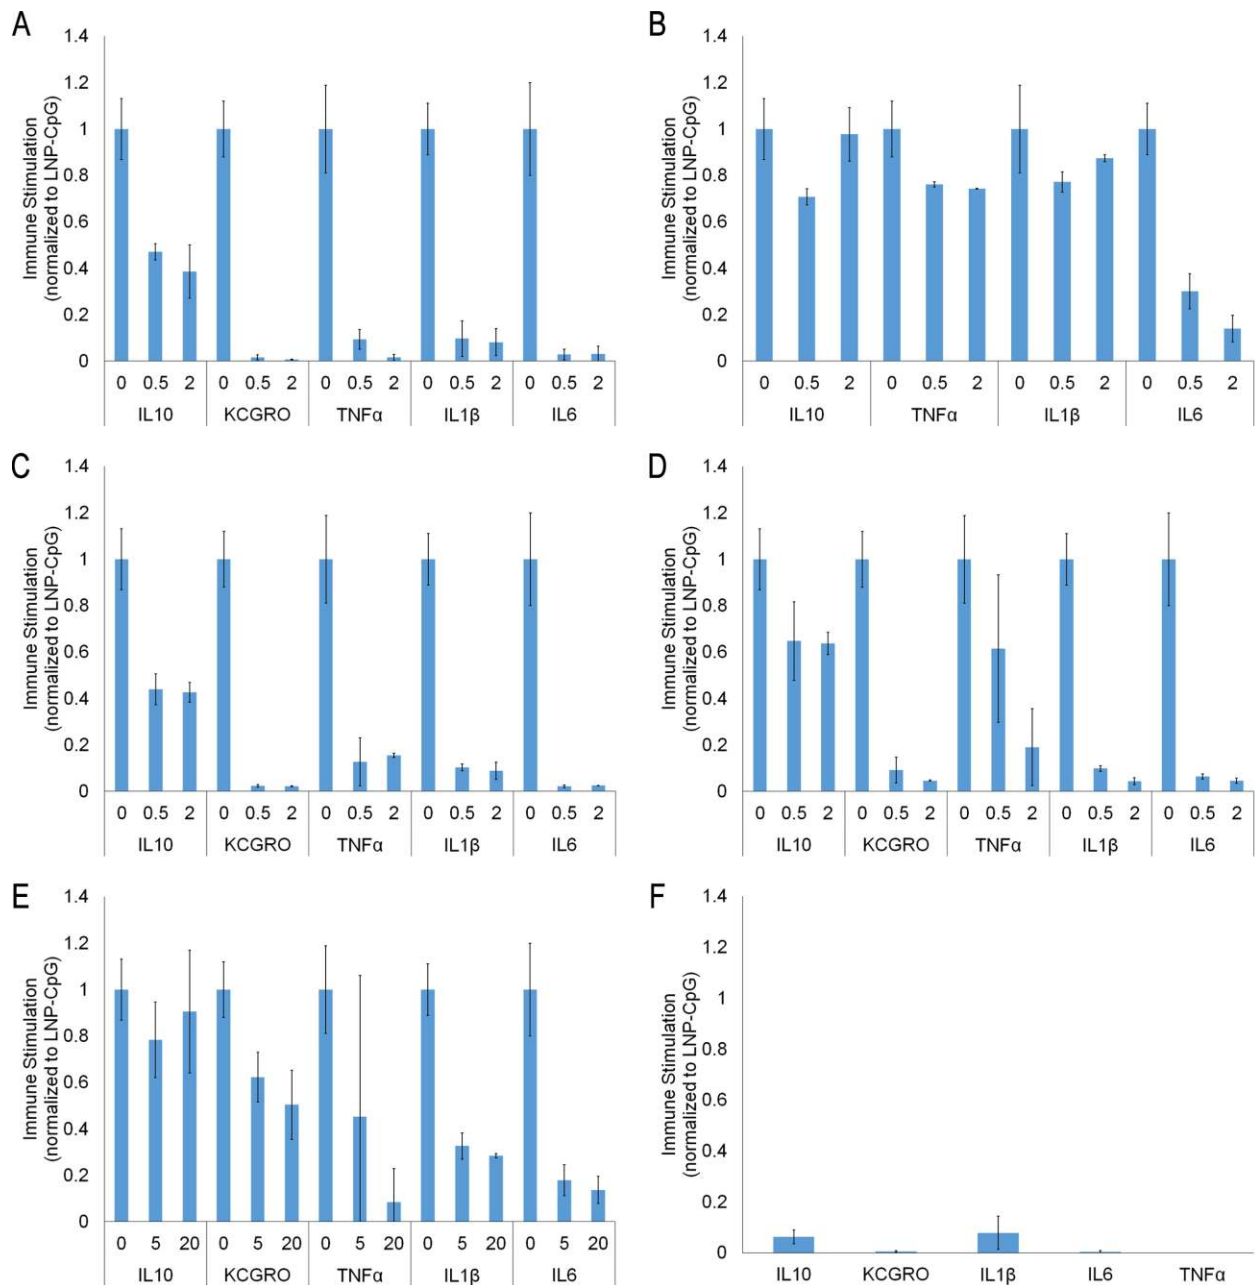 A
Immune Stimulation
(normalized to LNP-CpG)
1.4
1.2
1
0.8
0.6
0.4
0.2
0
0 0.5 2 0 0.5 2 0 0.5 2 0 0.5 2 0 0.5 2
IL10 KCGRO TNFα IL1β IL6
B
Immune Stimulation
(normalized to LNP-CpG)
1.4
1.2
1
0.8
0.6
0.4
0.2
0
0 0.5 2 0 0.5 2 0 0.5 2 0 0.5 2
IL10 TNFα IL1β IL6
C
Immune Stimulation
(normalized to LNP-CpG)
1.4
1.2
1
0.8
0.6
0.4
0.2
0
0 0.5 2 0 0.5 2 0 0.5 2 0 0.5 2 0 0.5 2
IL10 KCGRO TNFα IL1β IL6
D
Immune Stimulation
(normalized to LNP-CpG)
1.4
1.2
1
0.8
0.6
0.4
0.2
0
0 0.5 2 0 0.5 2 0 0.5 2 0 0.5 2 0 0.5 2
IL10 KCGRO TNFα IL1β IL6
E
Immune Stimulation
(normalized to LNP-CpG)
1.4
1.2
1
0.8
0.6
0.4
0.2
0
0 5 20 0 5 20 0 5 20 0 5 20 0 5 20
IL10 KCGRO TNFα IL1β IL6
F
Immune Stimulation
(normalized to LNP-CpG)
1.4
1.2
1
0.8
0.6
0.4
0.2
0
IL10 KCGRO IL1β IL6 TNFα